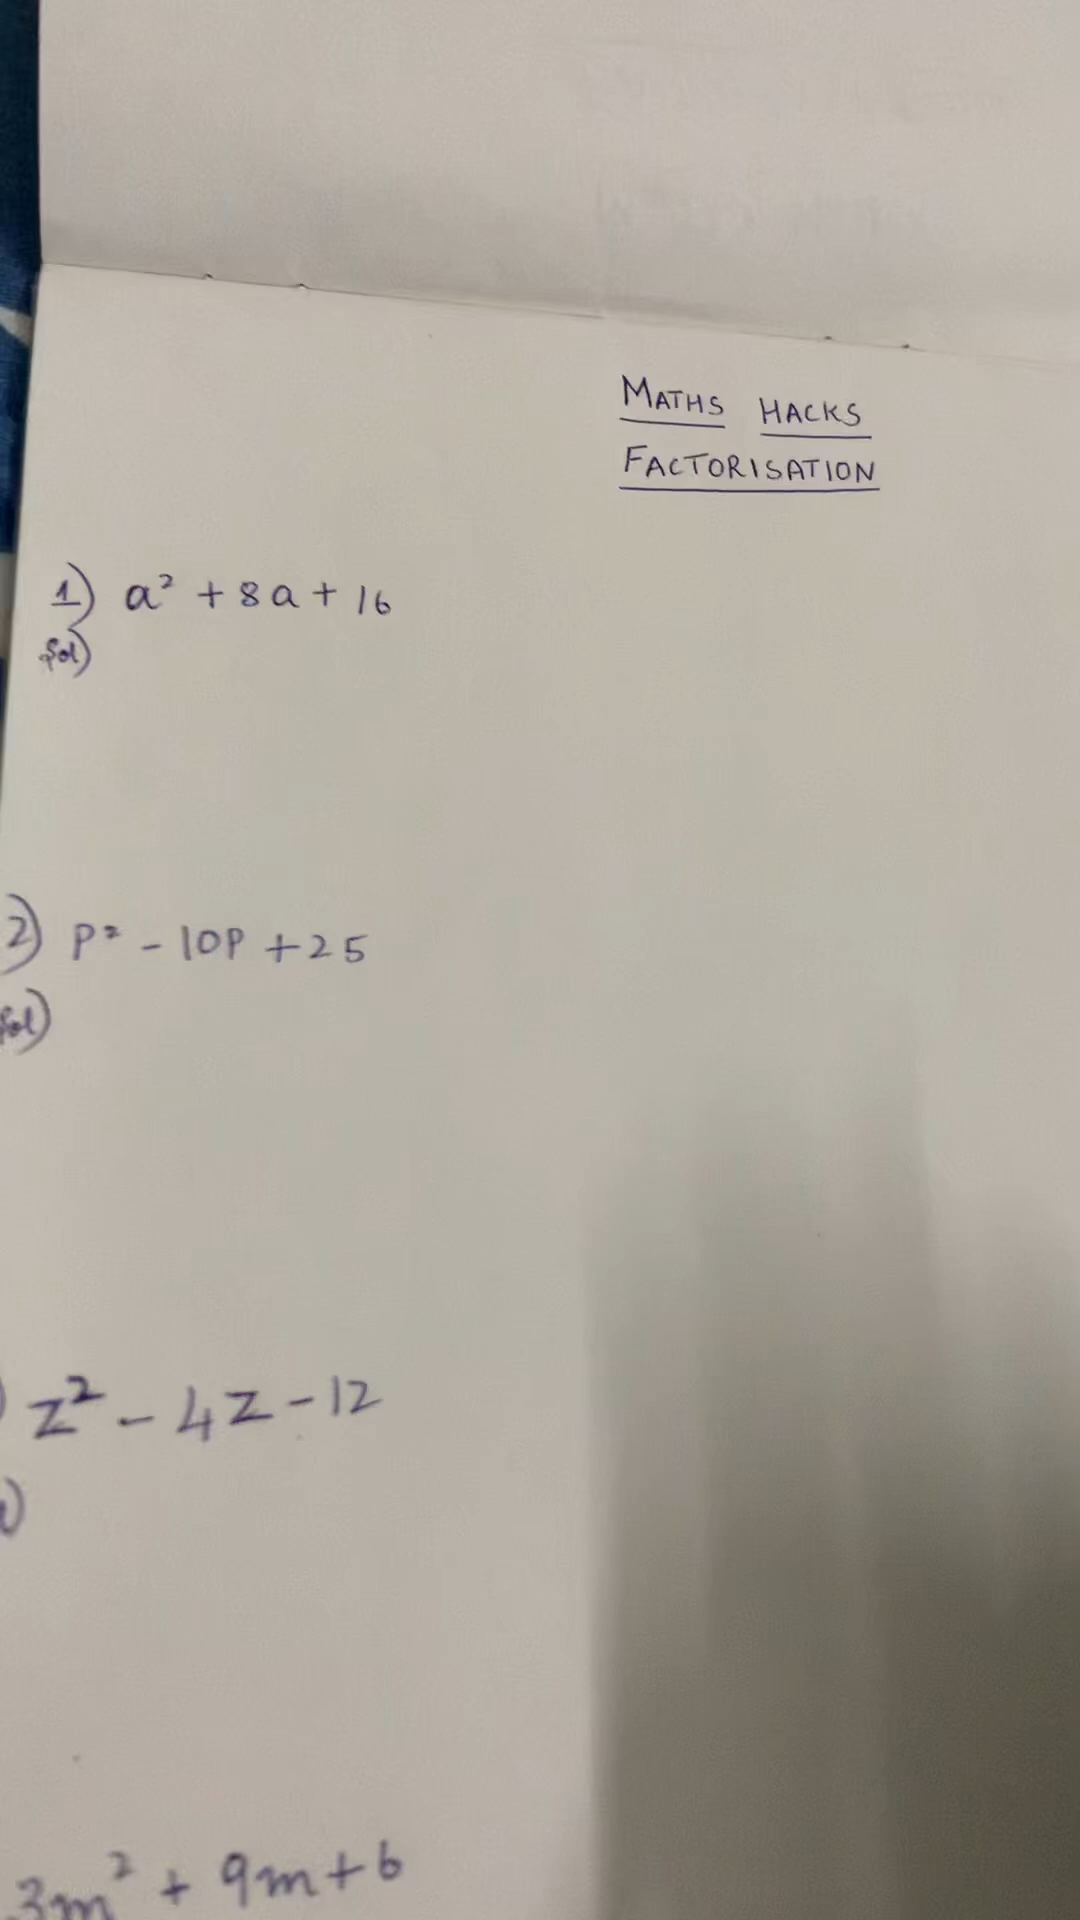 MATHS HACKS
FACTORISATION
1) a² + 8a + 16
Sol)
2) P² - 10P + 25
Sol)
) z² - 4z - 12
)
3m² + 9m + 6